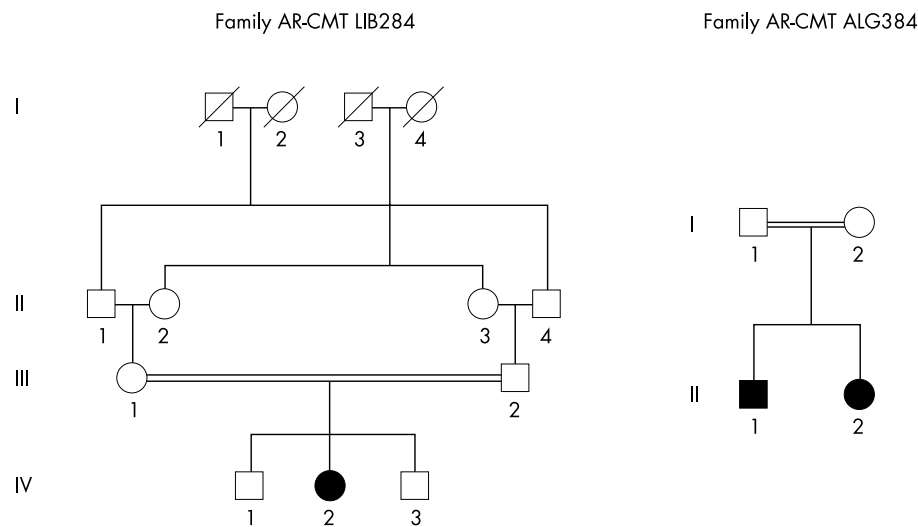 Family AR-CMT LIB284
Family AR-CMT ALG384
I
1 2 3 4
I
1 2
II
1 2 3 4
III
1 2
II
1 2
IV
1 2 3